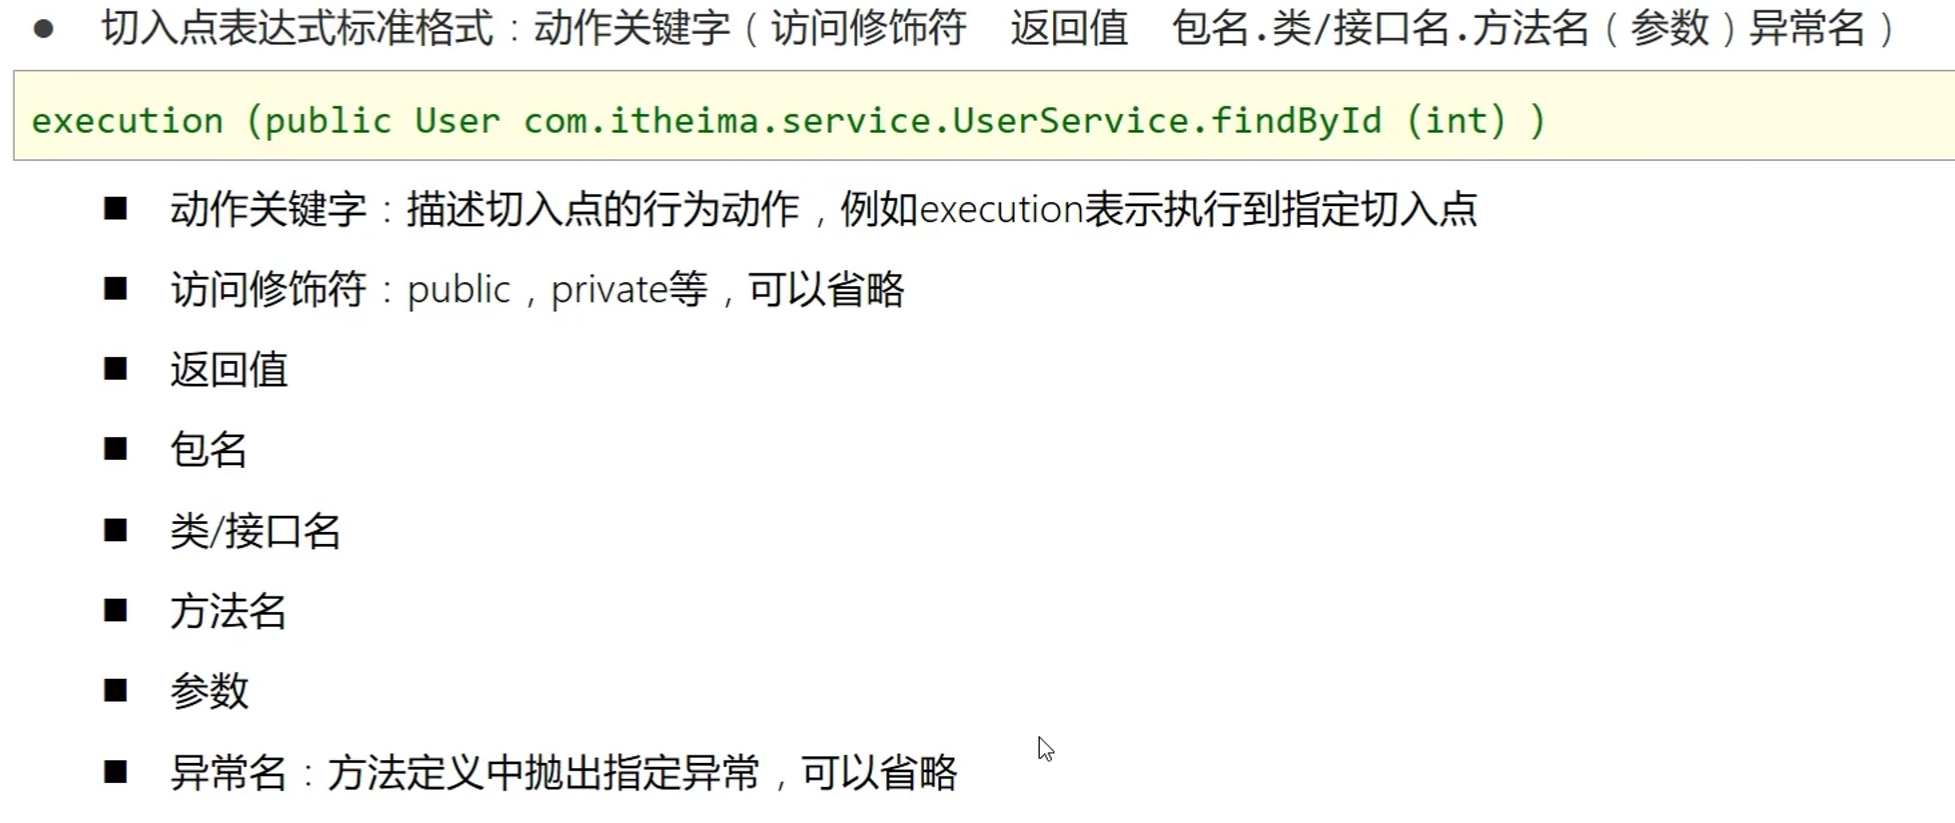 ● 切入点表达式标准格式：动作关键字（访问修饰符 返回值 包名.类/接口名.方法名（参数）异常名）
execution (public User com.itheima.service.UserService.findById (int) )
■ 动作关键字：描述切入点的行为动作，例如execution表示执行到指定切入点
■ 访问修饰符：public，private等，可以省略
■ 返回值
■ 包名
■ 类/接口名
■ 方法名
■ 参数
■ 异常名：方法定义中抛出指定异常，可以省略